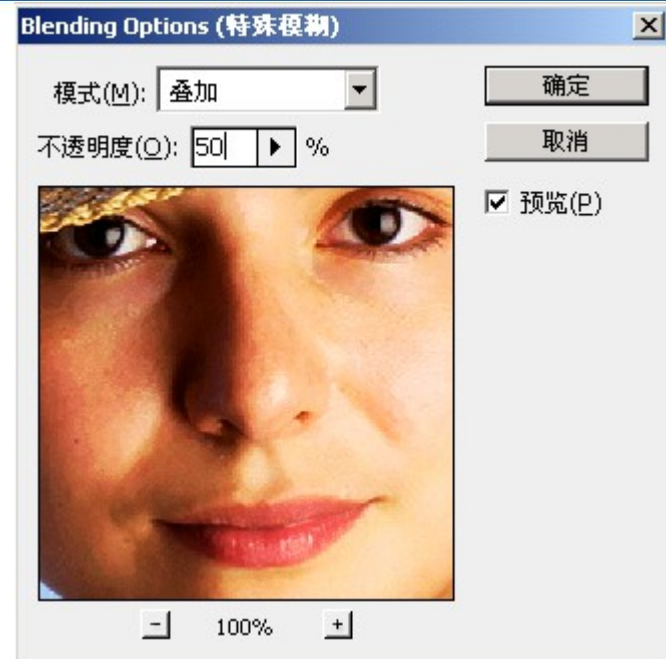 Blending Options (特殊模糊)
模式(M): 叠加
确定
不透明度(O): 50 %
取消
预览(P)
- 100% +